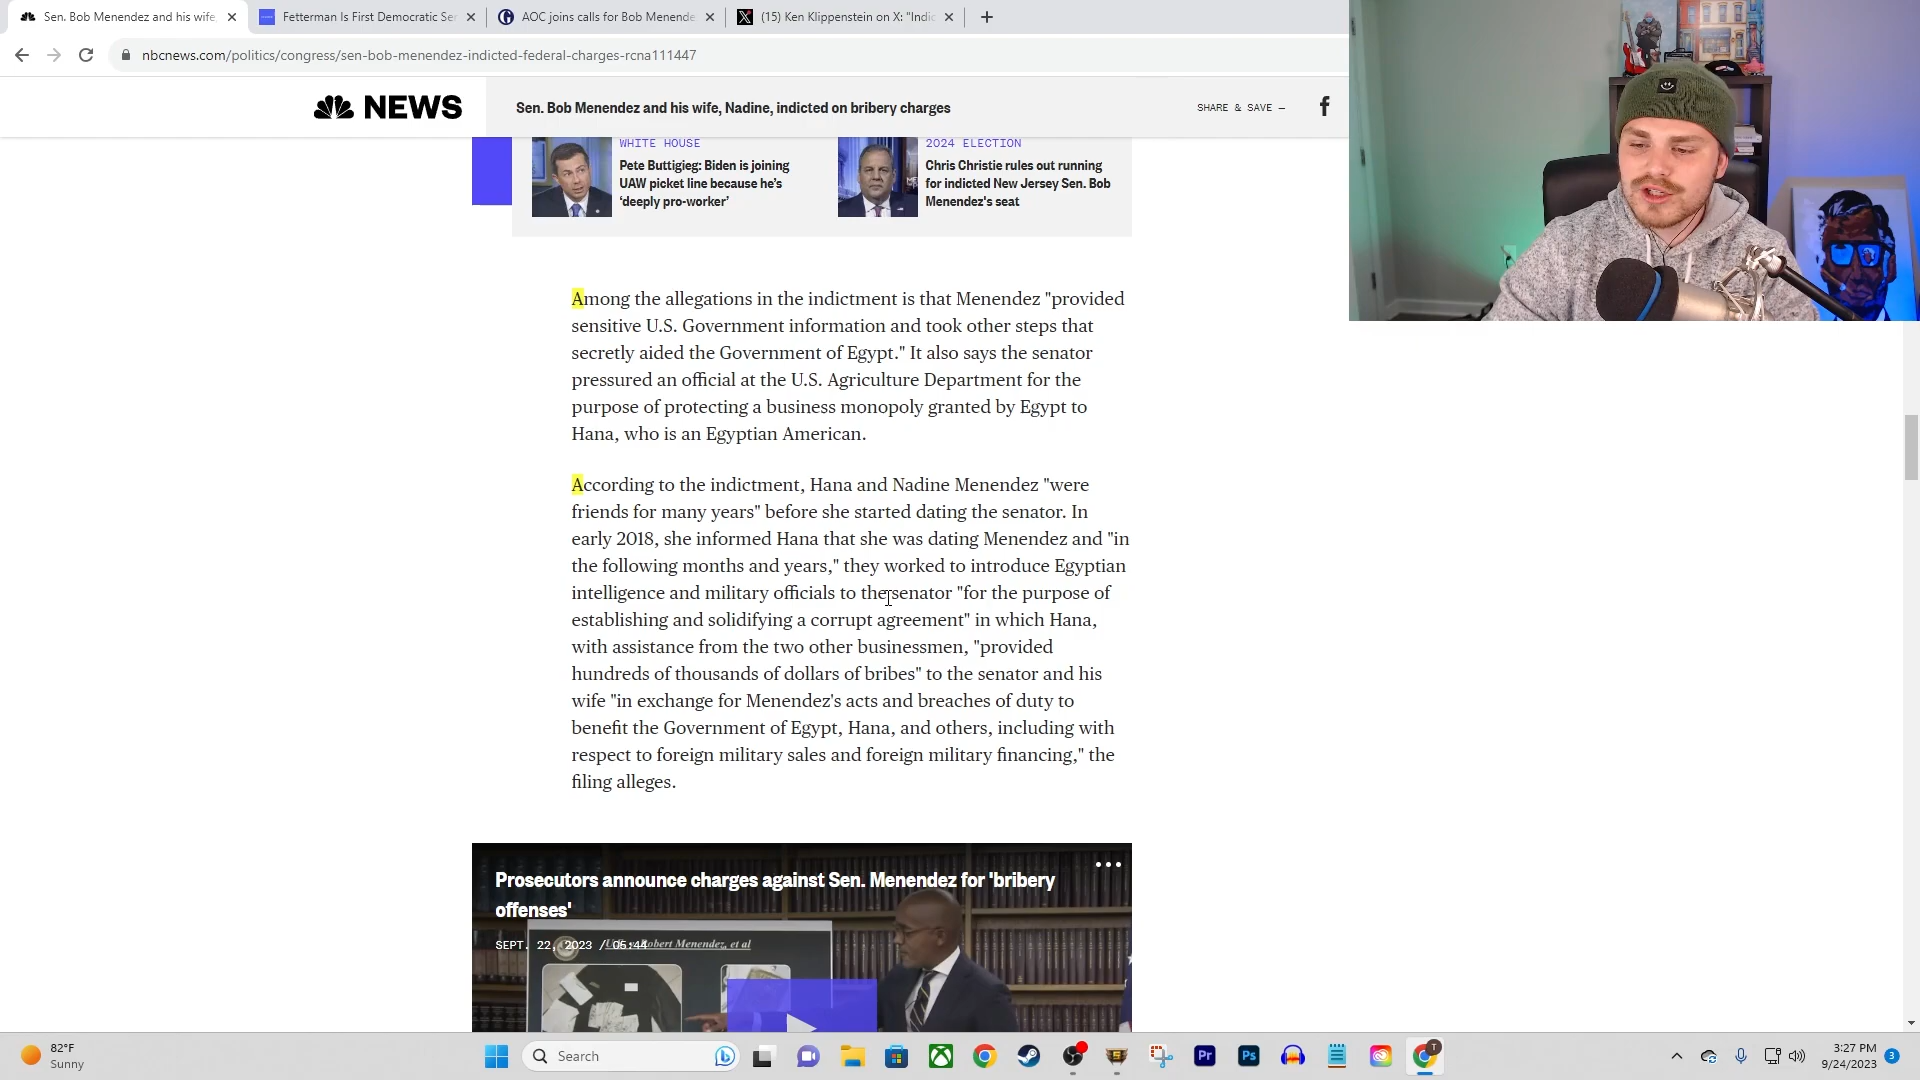 Sen. Bob Menendez and his wife,
Fetterman Is First Democratic Se
AOC joins calls for Bob Menende
(15) Ken Klippenstein on X: "Indic
nbcnews.com/politics/congress/sen-bob-menendez-indicted-federal-charges-rcna111447
NEWS
Sen. Bob Menendez and his wife, Nadine, indicted on bribery charges
SHARE & SAVE —
WHITE HOUSE
Pete Buttigieg: Biden is joining
UAW picket line because he's
'deeply pro-worker'
2024 ELECTION
Chris Christie rules out running
for indicted New Jersey Sen. Bob
Menendez's seat
Among the allegations in the indictment is that Menendez "provided
sensitive U.S. Government information and took other steps that
secretly aided the Government of Egypt." It also says the senator
pressured an official at the U.S. Agriculture Department for the
purpose of protecting a business monopoly granted by Egypt to
Hana, who is an Egyptian American.
According to the indictment, Hana and Nadine Menendez "were
friends for many years" before she started dating the senator. In
early 2018, she informed Hana that she was dating Menendez and "in
the following months and years," they worked to introduce Egyptian
intelligence and military officials to the senator "for the purpose of
establishing and solidifying a corrupt agreement" in which Hana,
with assistance from the two other businessmen, "provided
hundreds of thousands of dollars of bribes" to the senator and his
wife "in exchange for Menendez's acts and breaches of duty to
benefit the Government of Egypt, Hana, and others, including with
respect to foreign military sales and foreign military financing," the
filing alleges.
Prosecutors announce charges against Sen. Menendez for 'bribery
offenses'
SEPT. 22, 2023 / 05:44
Robert Menendez, et al
82°F
Sunny
Search
Pr
Ps
T
3:27 PM
9/24/2023
3